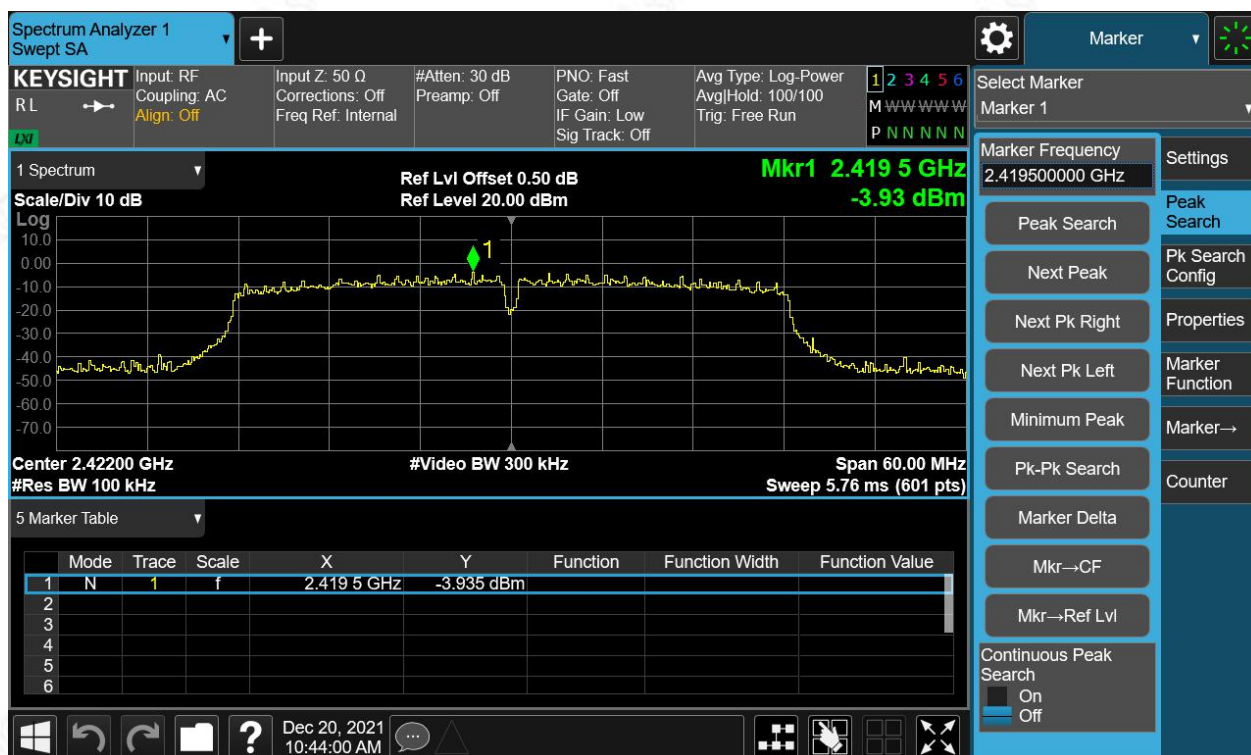 Spectrum Analyzer 1
Swept SA
+
Marker
KEYSIGHT
RL
LXI
Input: RF
Coupling: AC
Align: Off
Input Z: 50 Ω
Corrections: Off
Freq Ref: Internal
#Atten: 30 dB
Preamp: Off
PNO: Fast
Gate: Off
IF Gain: Low
Sig Track: Off
Avg Type: Log-Power
Avg|Hold: 100/100
Trig: Free Run
1 2 3 4 5 6
M W W W W W
P N N N N N
Select Marker
Marker 1
1 Spectrum
Scale/Div 10 dB
Ref Lvl Offset 0.50 dB
Ref Level 20.00 dBm
Mkr1 2.419 5 GHz
-3.93 dBm
Log
10.0
0.00
-10.0
-20.0
-30.0
-40.0
-50.0
-60.0
-70.0
1
Center 2.42200 GHz
#Res BW 100 kHz
#Video BW 300 kHz
Span 60.00 MHz
Sweep 5.76 ms (601 pts)
5 Marker Table
Mode Trace Scale X Y Function Function Width Function Value
1 N 1 f 2.419 5 GHz -3.935 dBm
2
3
4
5
6
Marker Frequency
2.419500000 GHz
Peak Search
Next Peak
Next Pk Right
Next Pk Left
Minimum Peak
Pk-Pk Search
Marker Delta
Mkr→CF
Mkr→Ref Lvl
Continuous Peak
Search
On
Off
Settings
Peak
Search
Pk Search
Config
Properties
Marker
Function
Marker→
Counter
?
Dec 20, 2021
10:44:00 AM